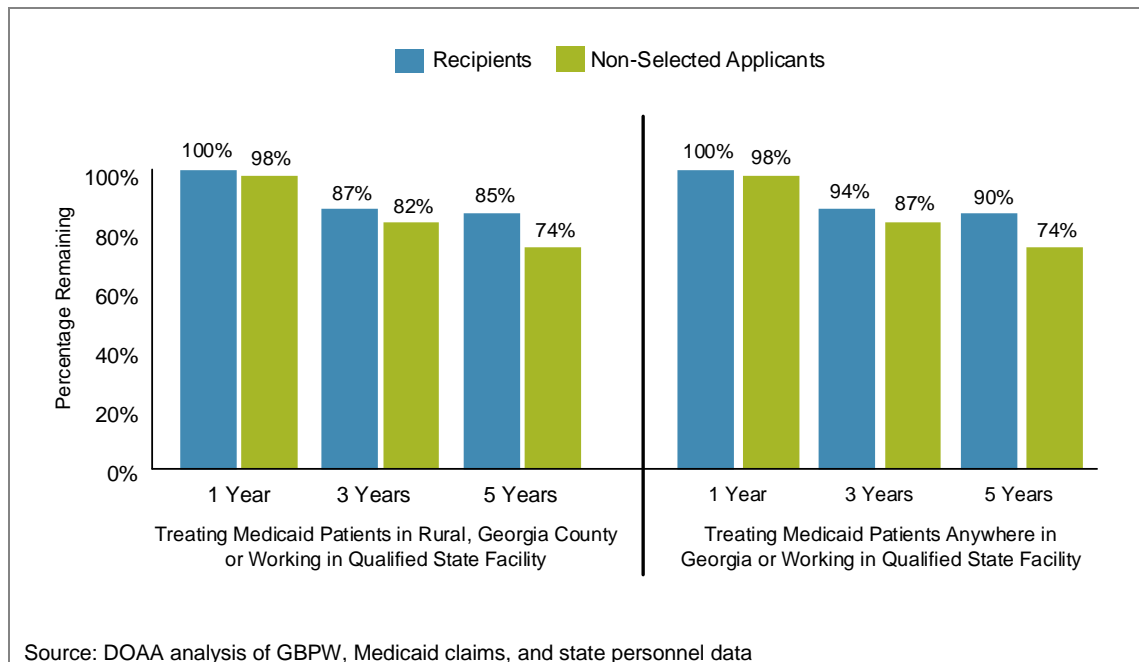 Recipients Non-Selected Applicants
100% 98% 87% 82% 85% 74%
100% 98% 94% 87% 90% 74%
Percentage Remaining
100%
80%
60%
40%
20%
0%
1 Year 3 Years 5 Years
Treating Medicaid Patients in Rural, Georgia County
or Working in Qualified State Facility
1 Year 3 Years 5 Years
Treating Medicaid Patients Anywhere in
Georgia or Working in Qualified State Facility
Source: DOAA analysis of GBPW, Medicaid claims, and state personnel data